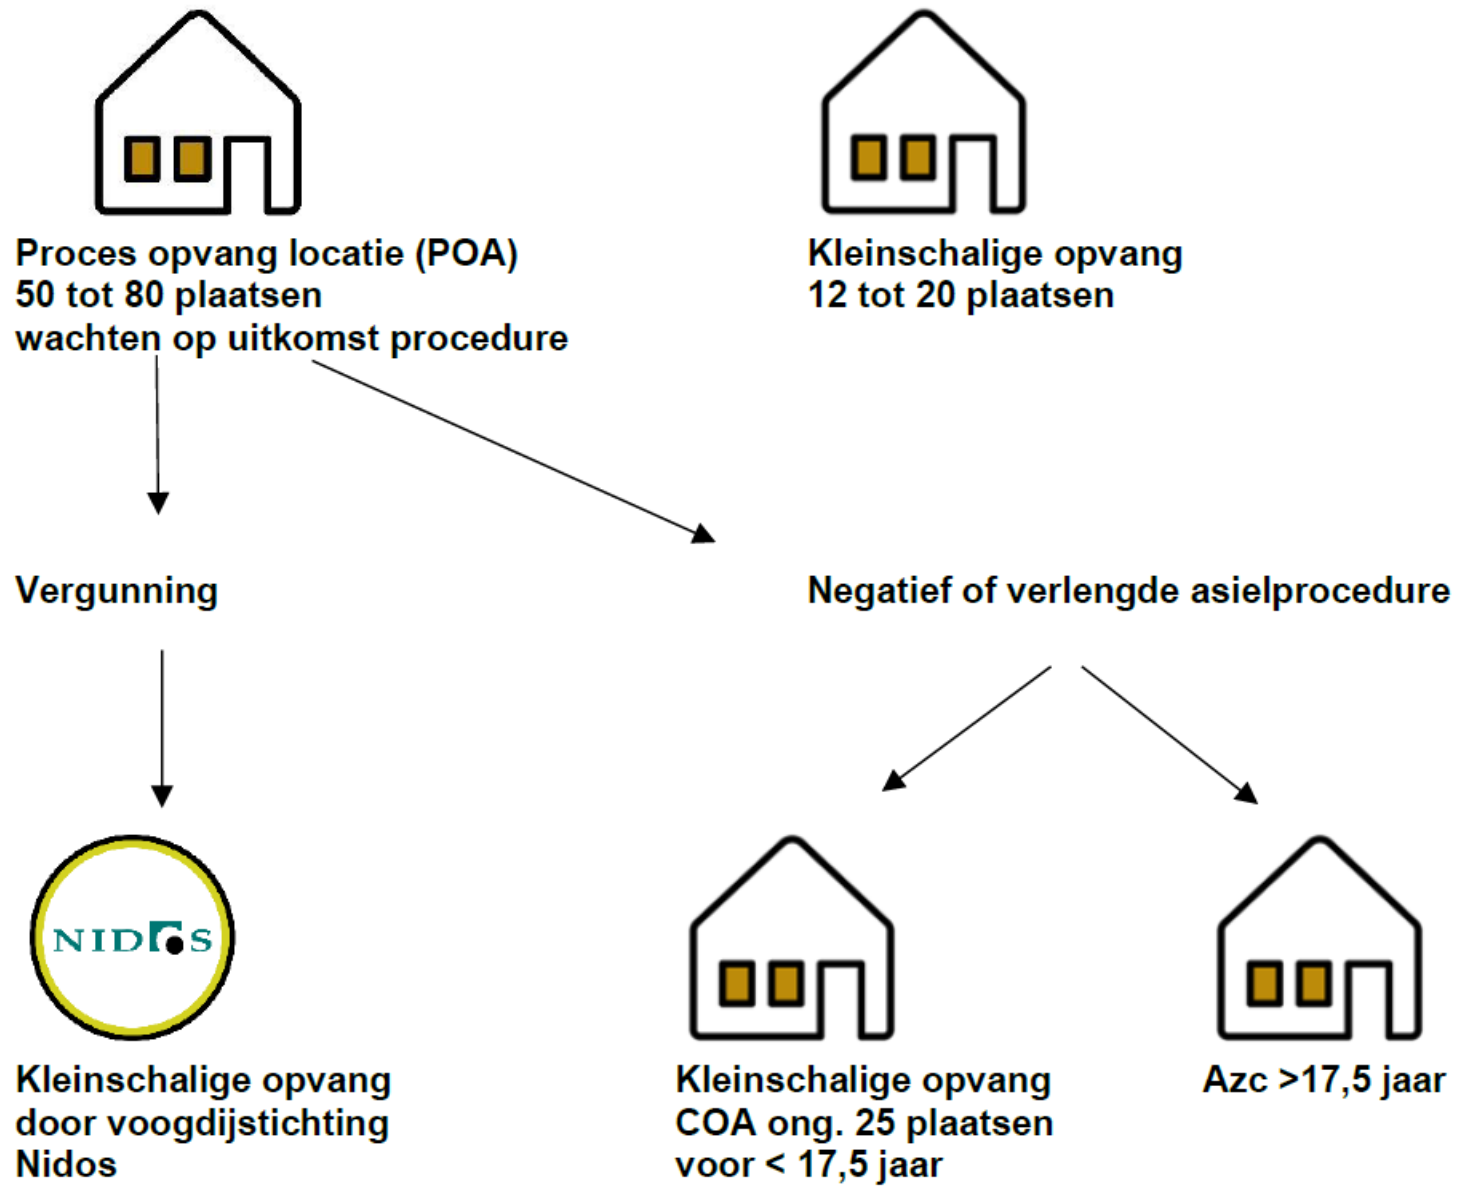 Proces opvang locatie (POA)
50 tot 80 plaatsen
wachten op uitkomst procedure
Kleinschalige opvang
12 tot 20 plaatsen
Vergunning
Negatief of verlengde asielprocedure
NIDOS
Kleinschalige opvang
door voogdijstichting
Nidos
Kleinschalige opvang
COA ong. 25 plaatsen
voor < 17,5 jaar
Azc >17,5 jaar